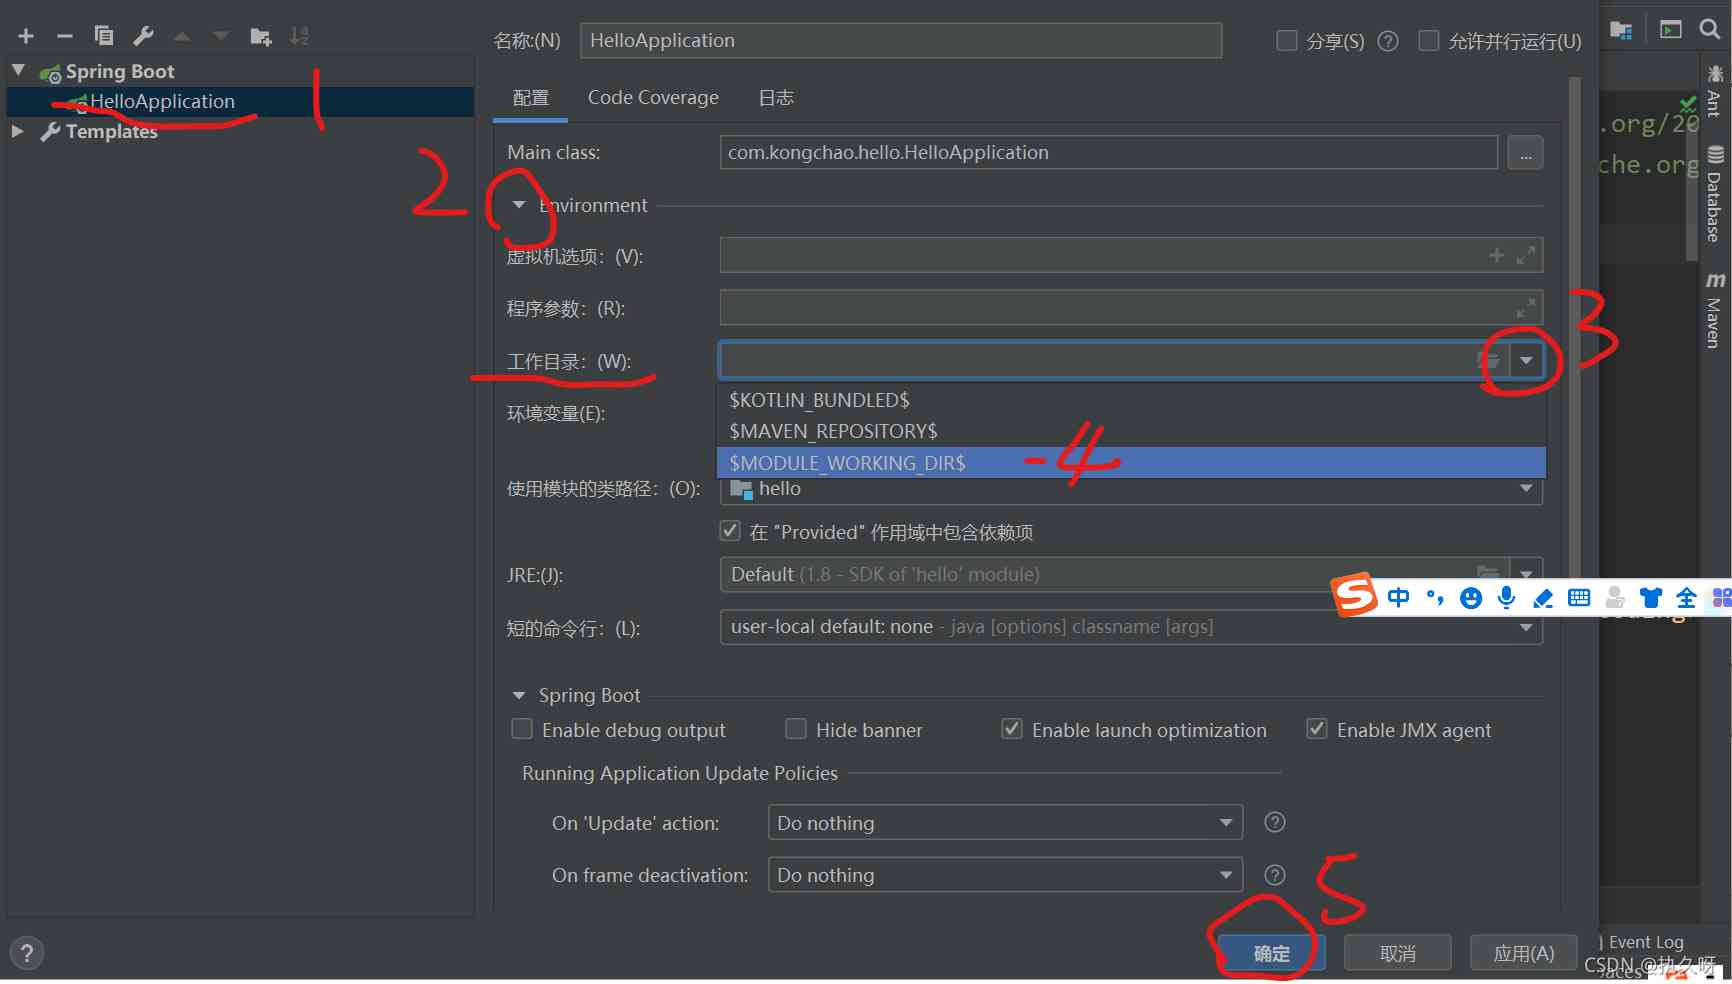 名称:(N)
HelloApplication
分享(S)
允许并行运行(U)
Spring Boot
HelloApplication
1
Templates
配置
Code Coverage
日志
Main class:
com.kongchao.hello.HelloApplication
...
2
Environment
虚拟机选项：(V):
程序参数：(R):
3
工作目录：(W):
$KOTLIN_BUNDLED$
环境变量(E):
$MAVEN_REPOSITORY$
$MODULE_WORKING_DIR$
-4
使用模块的类路径：(O):
hello
在 "Provided" 作用域中包含依赖项
JRE:(J):
Default (1.8 - SDK of 'hello' module)
短的命令行：(L):
user-local default: none - java [options] classname [args]
Spring Boot
Enable debug output
Hide banner
Enable launch optimization
Enable JMX agent
Running Application Update Policies
On 'Update' action:
Do nothing
On frame deactivation:
Do nothing
5
确定
取消
应用(A)
?
.org/20
che.org
Ant
Database
m
Maven
S
中
全
Event Log
CSDN @执久呀